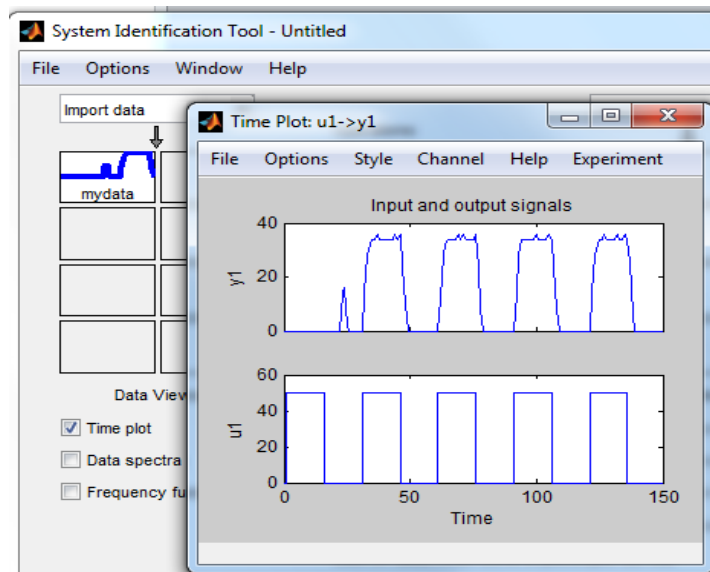 System Identification Tool - Untitled
File Options Window Help
Import data
mydata
Data View
Time plot
Data spectra
Frequency fu
Time Plot: u1->y1
File Options Style Channel Help Experiment
Input and output signals
40
20
0
y1
60
40
20
0
u1
0 50 100 150
Time